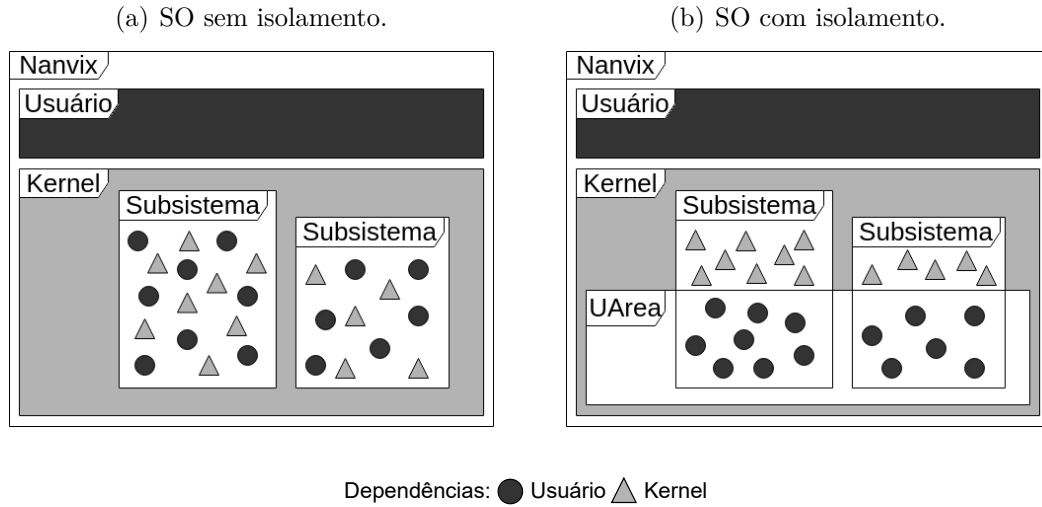 (a) SO sem isolamento.
(b) SO com isolamento.
Nanvix
Usuário
Kernel
Subsistema
Subsistema
Nanvix
Usuário
Kernel
Subsistema
Subsistema
UArea
Dependências: Usuário Kernel